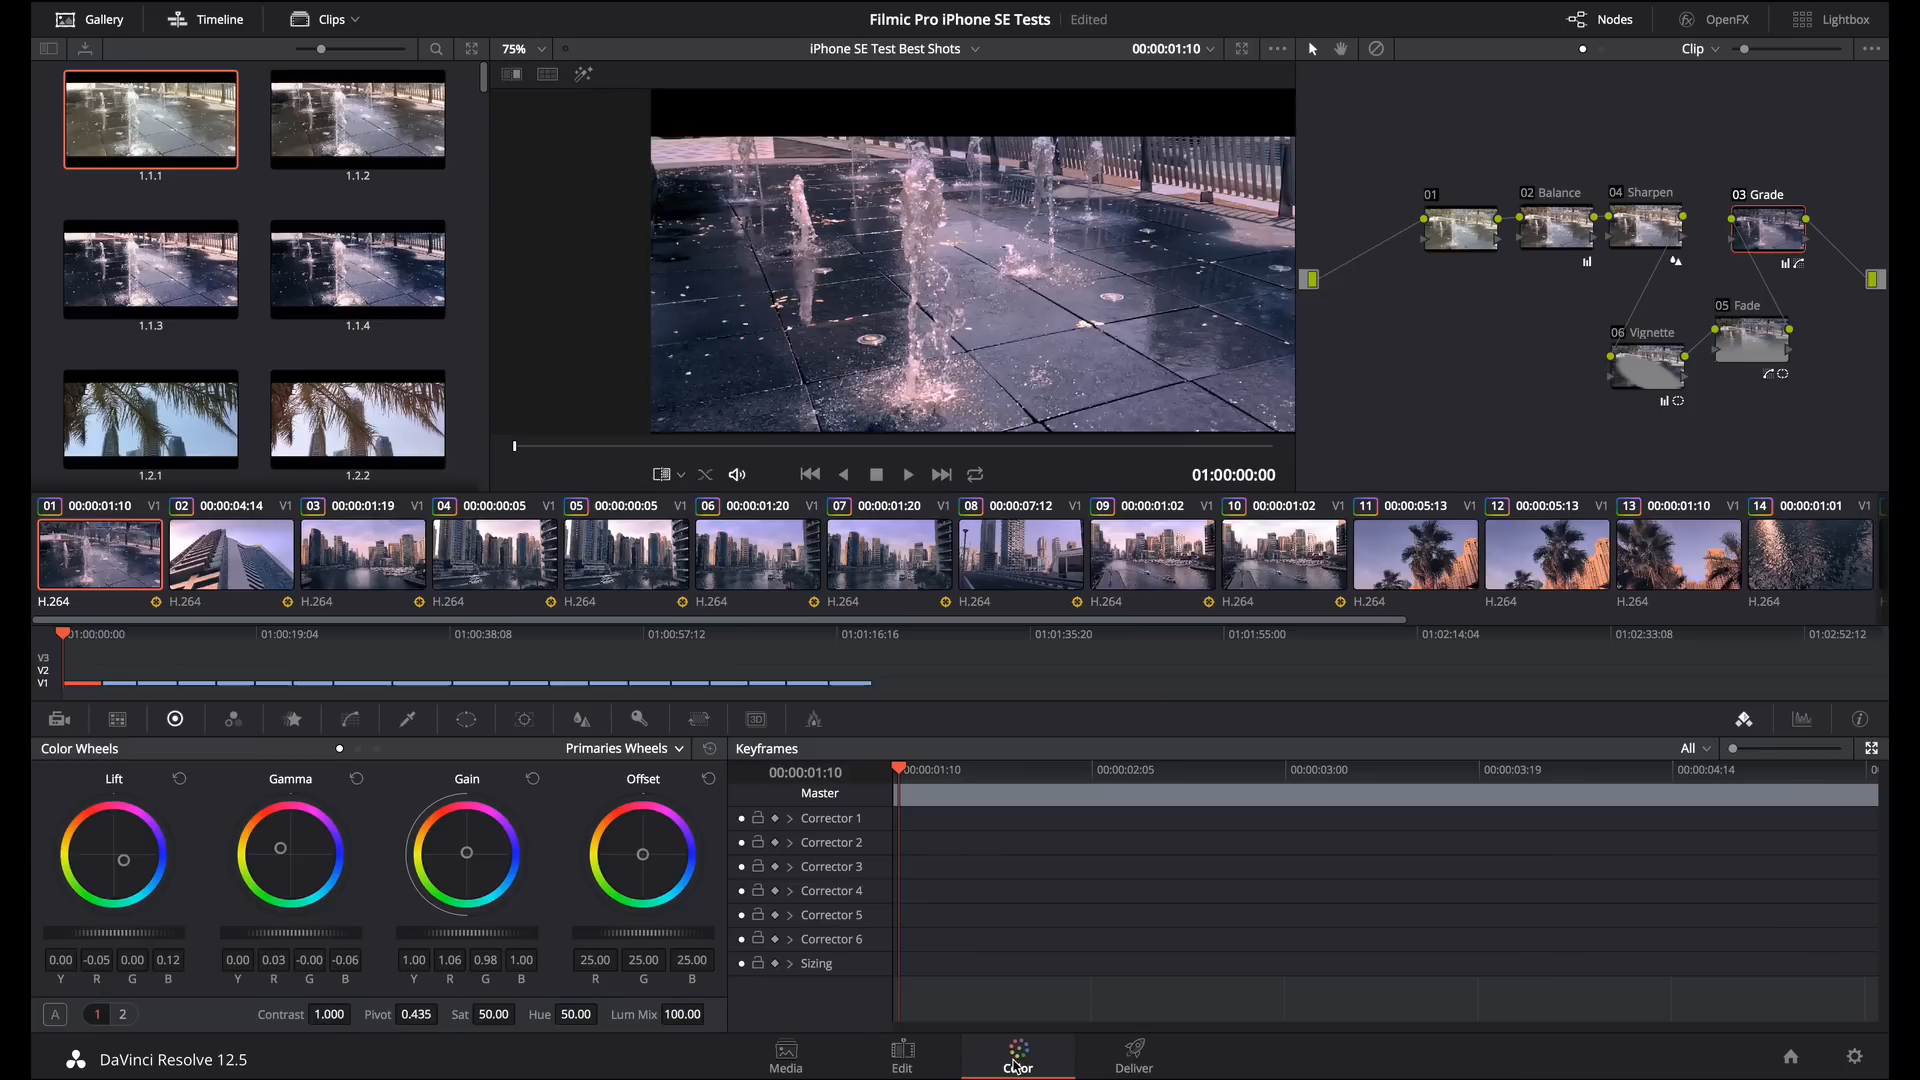 Gallery Timeline Clips Filmic Pro iPhone SE Tests Edited Nodes OpenFX Lightbox
75% iPhone SE Test Best Shots 00:00:01:10 Clip
1.1.1 1.1.2
1.1.3 1.1.4
1.2.1 1.2.2
01
02 Balance
04 Sharpen
03 Grade
05 Fade
06 Vignette
01:00:00:00
01 00:00:01:10 V1 02 00:00:04:14 V1 03 00:00:01:19 V1 04 00:00:00:05 V1 05 00:00:00:05 V1 06 00:00:01:20 V1 07 00:00:01:20 V1 08 00:00:07:12 V1 09 00:00:01:02 V1 10 00:00:01:02 V1 11 00:00:05:13 V1 12 00:00:05:13 V1 13 00:00:01:10 V1 14 00:00:01:01 V1
H.264 H.264 H.264 H.264 H.264 H.264 H.264 H.264 H.264 H.264 H.264 H.264 H.264 H.264
01:00:00:00 01:00:19:04 01:00:38:08 01:00:57:12 01:01:16:16 01:01:35:20 01:01:55:00 01:02:14:04 01:02:33:08 01:02:52:12
V3
V2
V1
3D
Color Wheels Primaries Wheels Keyframes All
Lift Gamma Gain Offset
00:00:01:10 00:00:01:10 00:00:02:05 00:00:03:00 00:00:03:19 00:00:04:14
Master
Corrector 1
Corrector 2
Corrector 3
Corrector 4
Corrector 5
Corrector 6
Sizing
0.00 -0.05 0.00 0.12 0.00 0.03 -0.00 -0.06 1.00 1.06 0.98 1.00 25.00 25.00 25.00
Y R G B Y R G B Y R G B R G B
A 1 2 Contrast 1.000 Pivot 0.435 Sat 50.00 Hue 50.00 Lum Mix 100.00
DaVinci Resolve 12.5 Media Edit Color Deliver